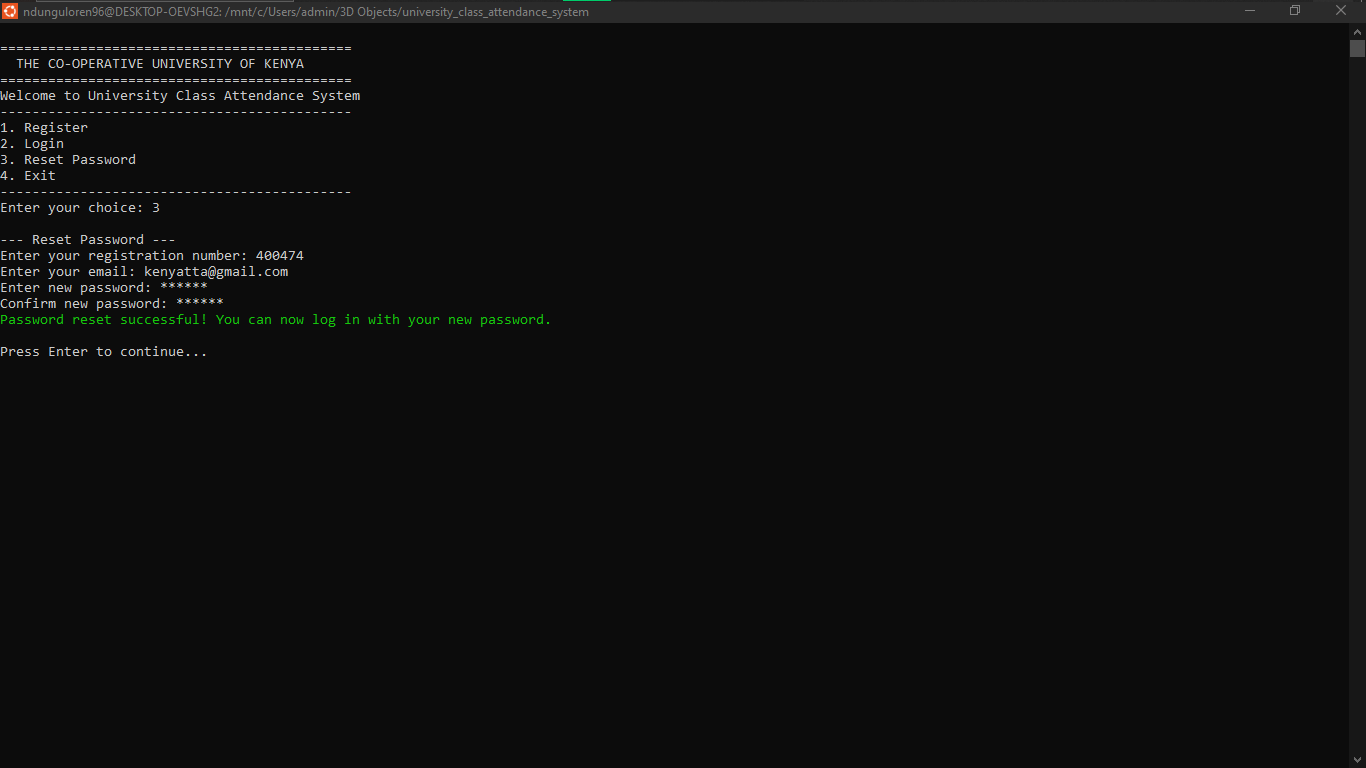 ndunguloren96@DESKTOP-OEVSHG2: /mnt/c/Users/admin/3D Objects/university_class_attendance_system
============================================
THE CO-OPERATIVE UNIVERSITY OF KENYA
============================================
Welcome to University Class Attendance System
--------------------------------------------
1. Register
2. Login
3. Reset Password
4. Exit
--------------------------------------------
Enter your choice: 3
--- Reset Password ---
Enter your registration number: 400474
Enter your email: kenyatta@gmail.com
Enter new password: ******
Confirm new password: ******
Password reset successful! You can now log in with your new password.
Press Enter to continue...